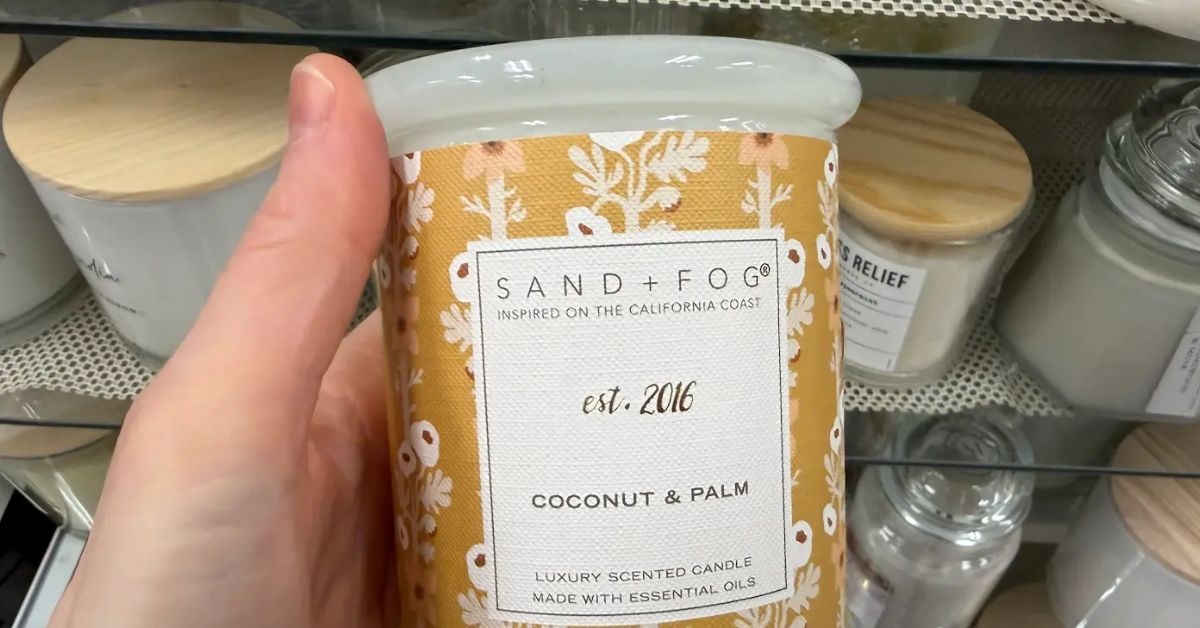 SAND + FOG®
INSPIRED ON THE CALIFORNIA COAST
est. 2016
COCONUT & PALM
LUXURY SCENTED CANDLE
MADE WITH ESSENTIAL OILS
RELIEF